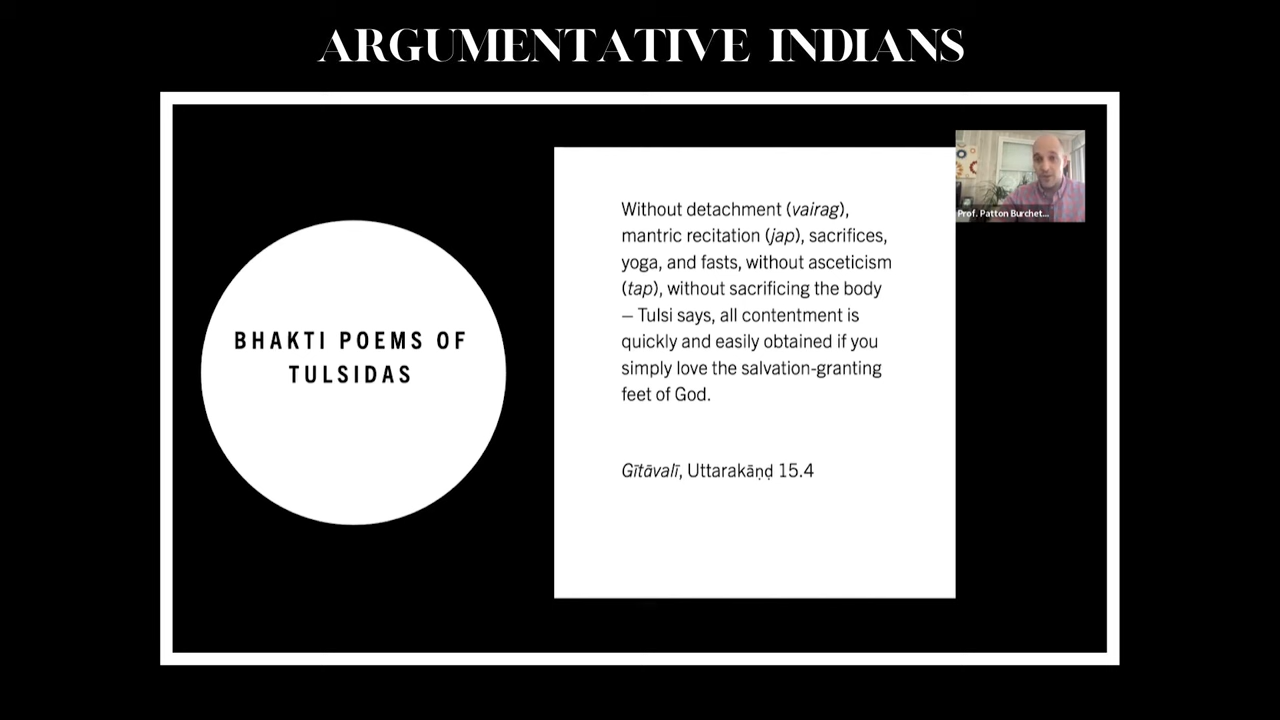 ARGUMENTATIVE INDIANS
BHAKTI POEMS OF
TULSIDAS
Without detachment (vairag),
mantric recitation (jap), sacrifices,
yoga, and fasts, without asceticism
(tap), without sacrificing the body
– Tulsi says, all contentment is
quickly and easily obtained if you
simply love the salvation-granting
feet of God.
Gītāvalī, Uttarakāṇḍ 15.4
Prof. Patton Burchet...